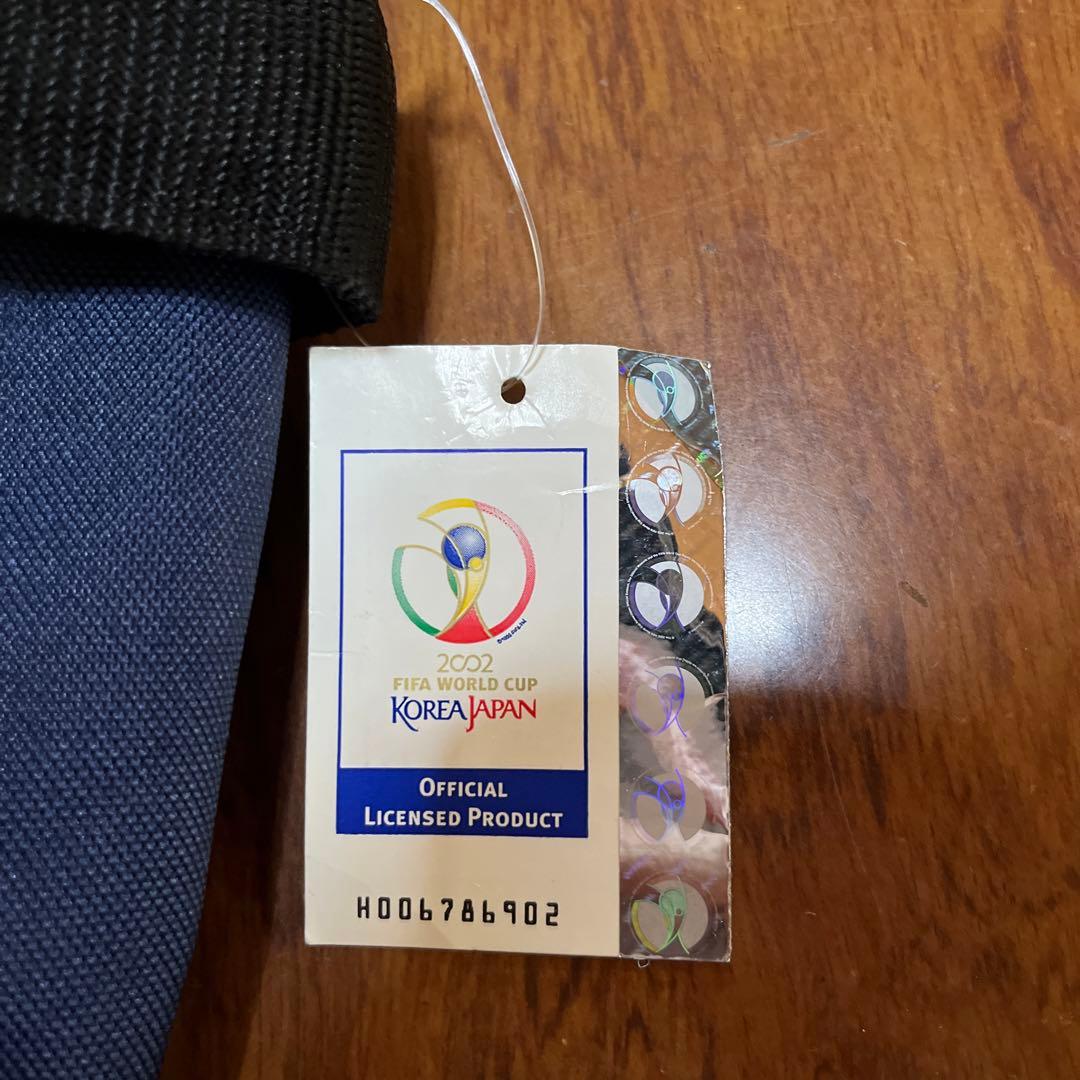 2002
FIFA WORLD CUP
KOREA JAPAN
OFFICIAL
LICENSED PRODUCT
H006786902